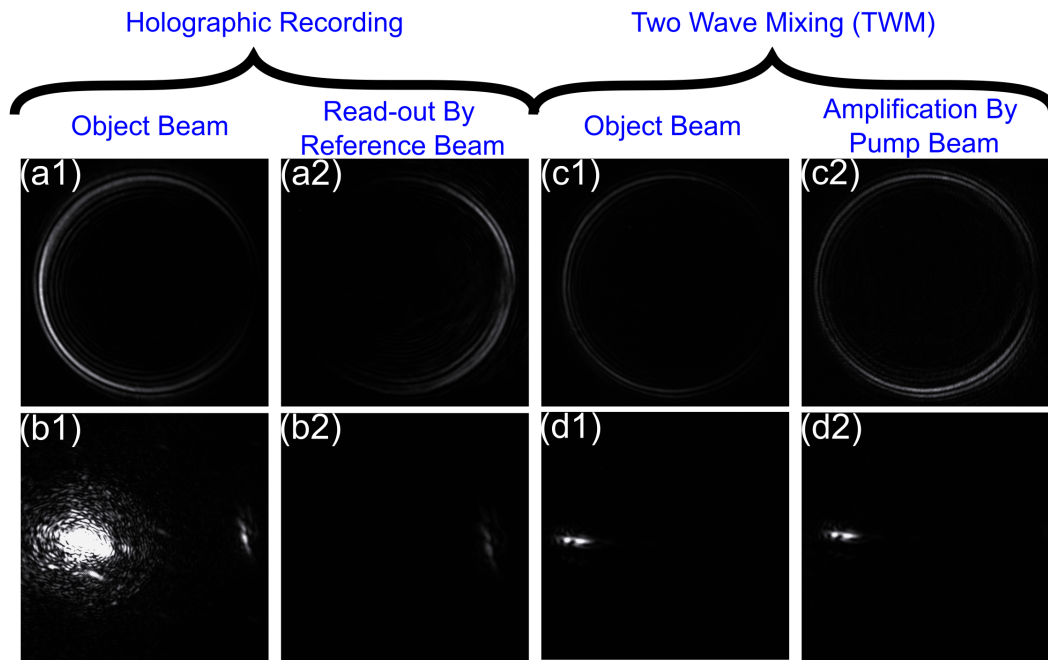 Holographic Recording
Two Wave Mixing (TWM)
Object Beam
Read-out By
Reference Beam
Object Beam
Amplification By
Pump Beam
(a1)
(a2)
(c1)
(c2)
(b1)
(b2)
(d1)
(d2)